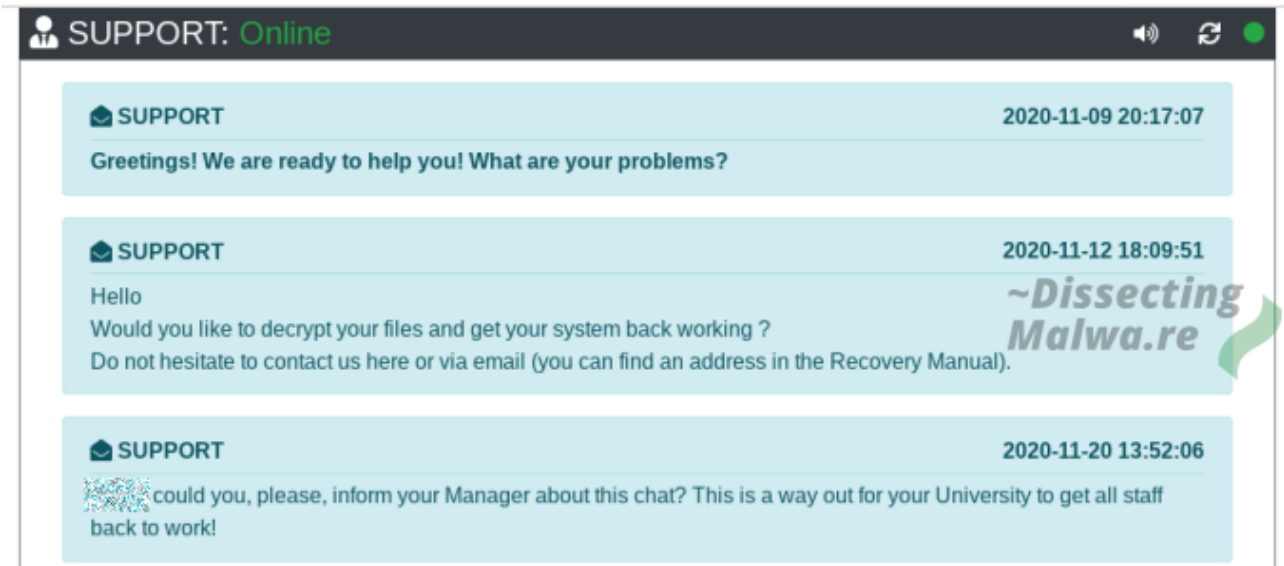 SUPPORT: Online
SUPPORT 2020-11-09 20:17:07
Greetings! We are ready to help you! What are your problems?
SUPPORT 2020-11-12 18:09:51
Hello
Would you like to decrypt your files and get your system back working ?
Do not hesitate to contact us here or via email (you can find an address in the Recovery Manual).
~Dissecting
Malwa.re
SUPPORT 2020-11-20 13:52:06
could you, please, inform your Manager about this chat? This is a way out for your University to get all staff
back to work!